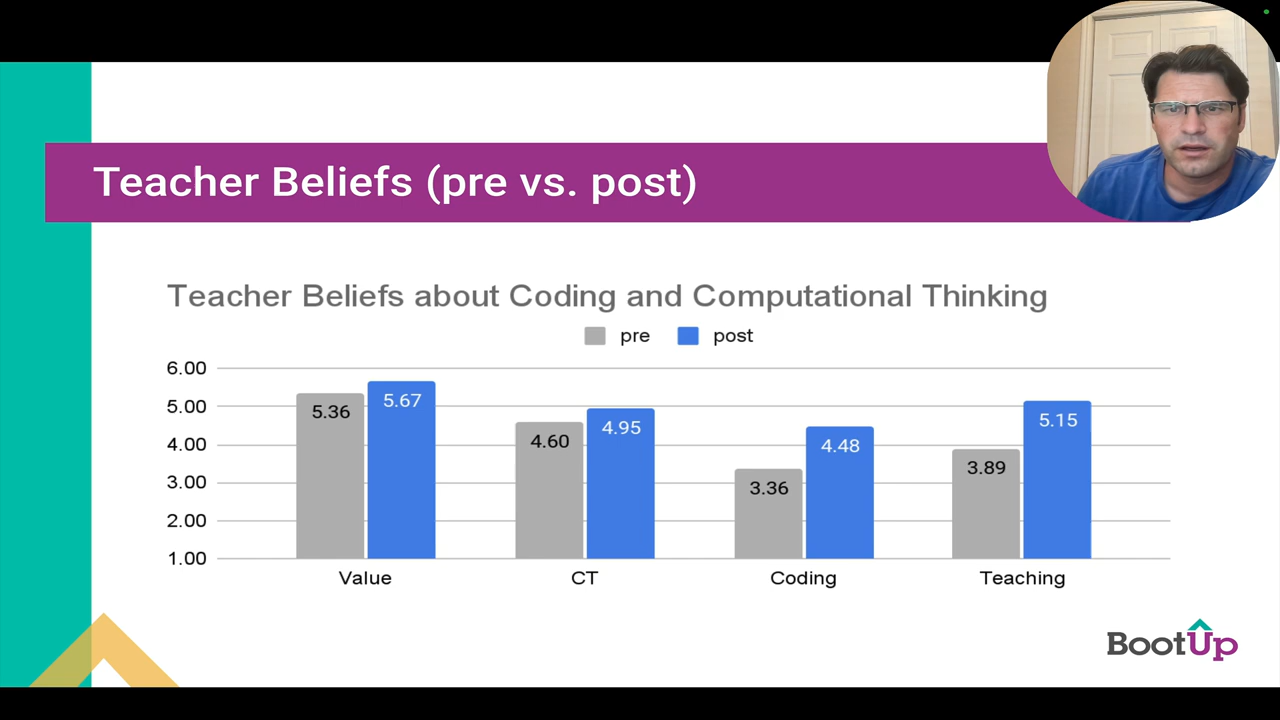 Teacher Beliefs (pre vs. post)
Teacher Beliefs about Coding and Computational Thinking
pre post
6.00
5.00
4.00
3.00
2.00
1.00
5.36 5.67
4.60 4.95
3.36 4.48
3.89 5.15
Value CT Coding Teaching
BootUp